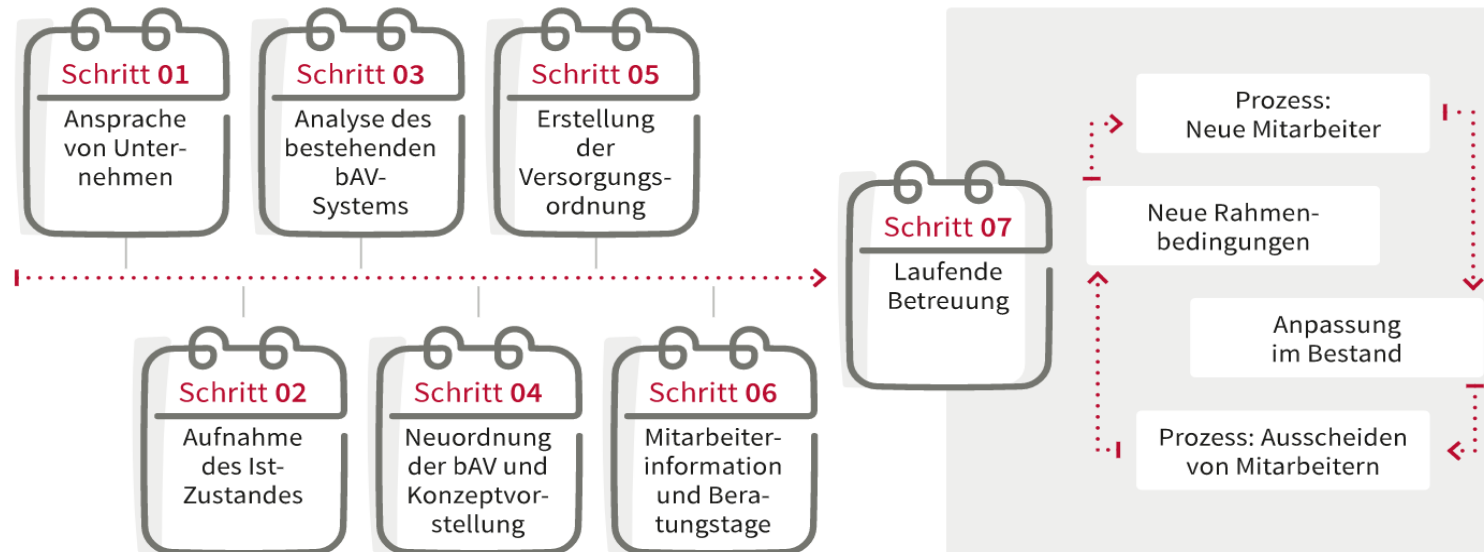 Schritt 01
Ansprache
von Unter-
nehmen
Schritt 02
Aufnahme
des Ist-
Zustandes
Schritt 03
Analyse des
bestehenden
bAV-
Systems
Schritt 04
Neuordnung
der bAV und
Konzeptvor-
stellung
Schritt 05
Erstellung
der
Versorgungs-
ordnung
Schritt 06
Mitarbeiter-
information
und Bera-
tungstage
Schritt 07
Laufende
Betreuung
Prozess:
Neue Mitarbeiter
Anpassung
im Bestand
Prozess: Ausscheiden
von Mitarbeitern
Neue Rahmen-
bedingungen